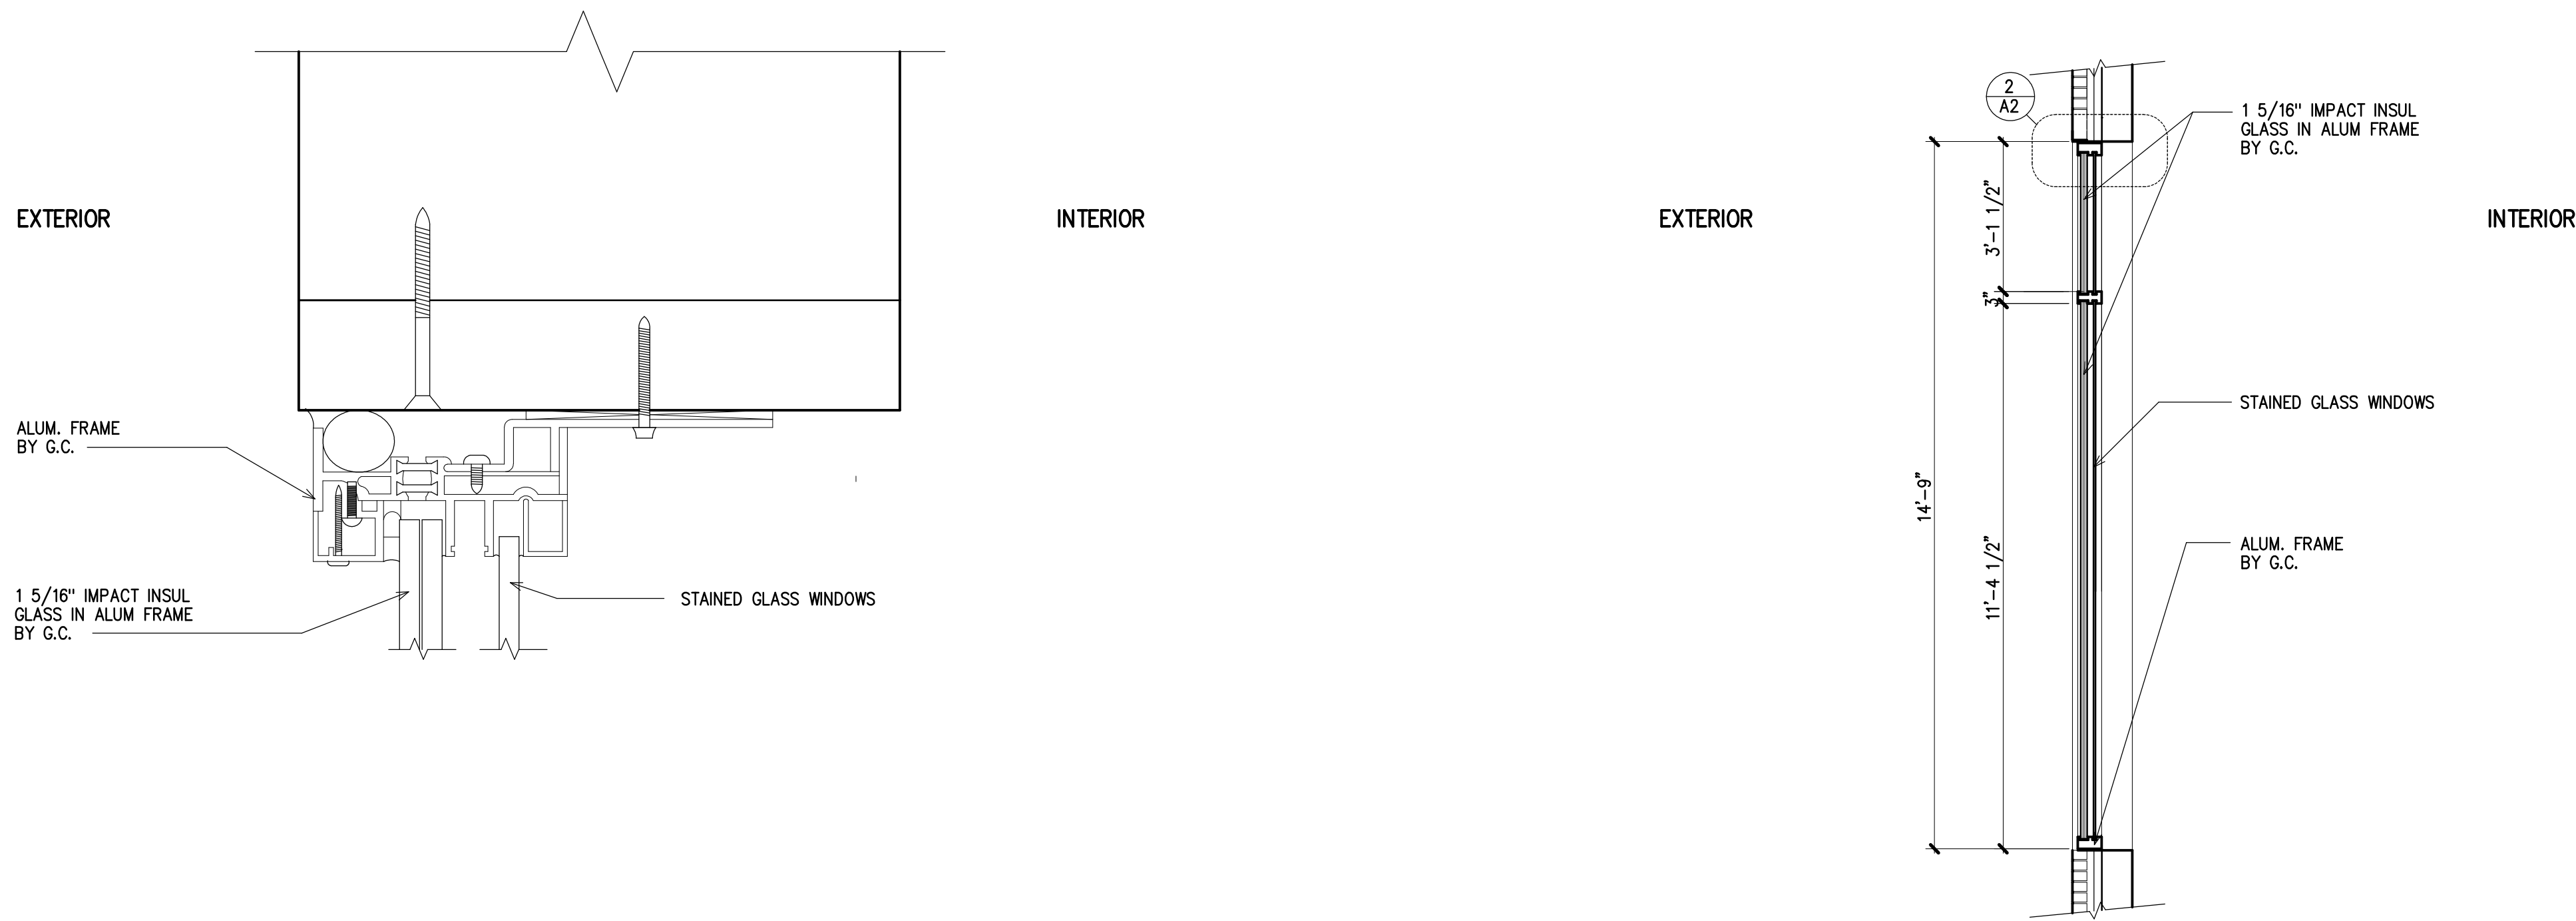 EXTERIOR
INTERIOR
ALUM. FRAME
BY G.C.
1 5/16" IMPACT INSUL
GLASS IN ALUM FRAME
BY G.C.
STAINED GLASS WINDOWS
EXTERIOR
INTERIOR
2
A2
1 5/16" IMPACT INSUL
GLASS IN ALUM FRAME
BY G.C.
3'-1 1/2"
3"
STAINED GLASS WINDOWS
14'-9"
11'-4 1/2"
ALUM. FRAME
BY G.C.